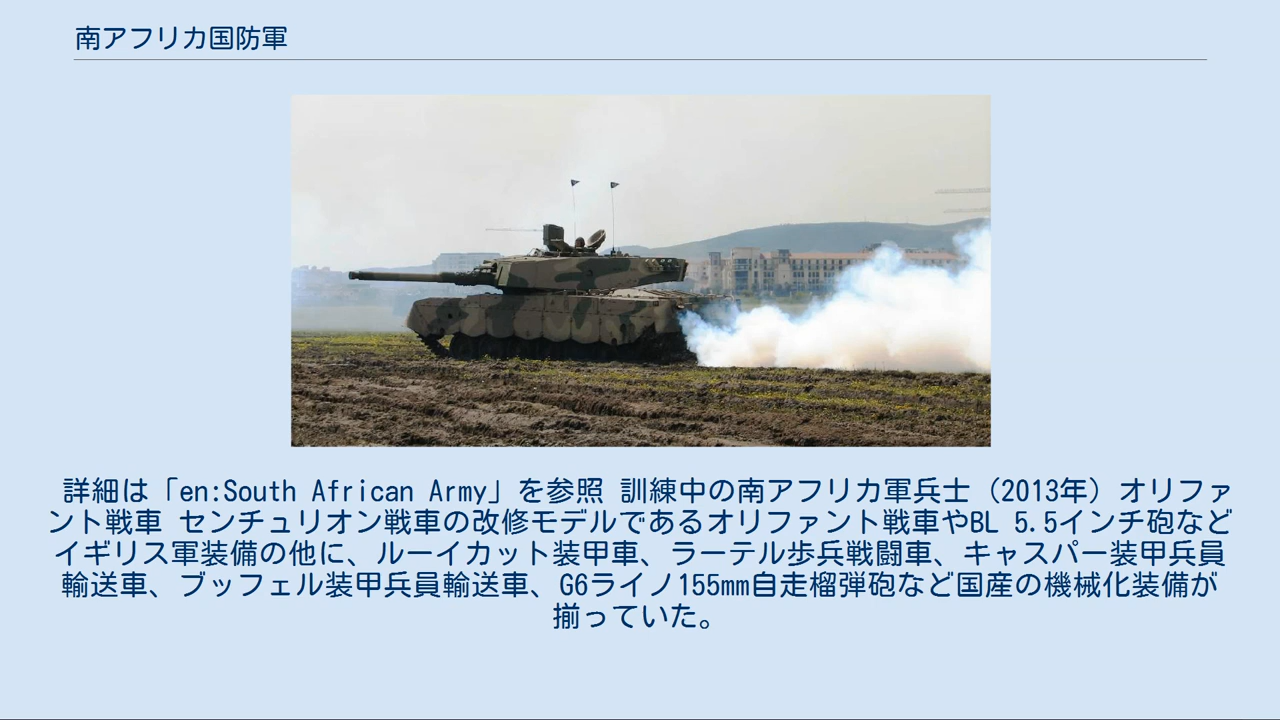 南アフリカ国防軍
詳細は「en:South African Army」を参照 訓練中の南アフリカ軍兵士（2013年）オリファ
ント戦車 センチュリオン戦車の改修モデルであるオリファント戦車やBL 5.5インチ砲など
イギリス軍装備の他に、ルーイカット装甲車、ラーテル歩兵戦闘車、キャスパー装甲兵員
輸送車、ブッフェル装甲兵員輸送車、G6ライノ155mm自走榴弾砲など国産の機械化装備が
揃っていた。